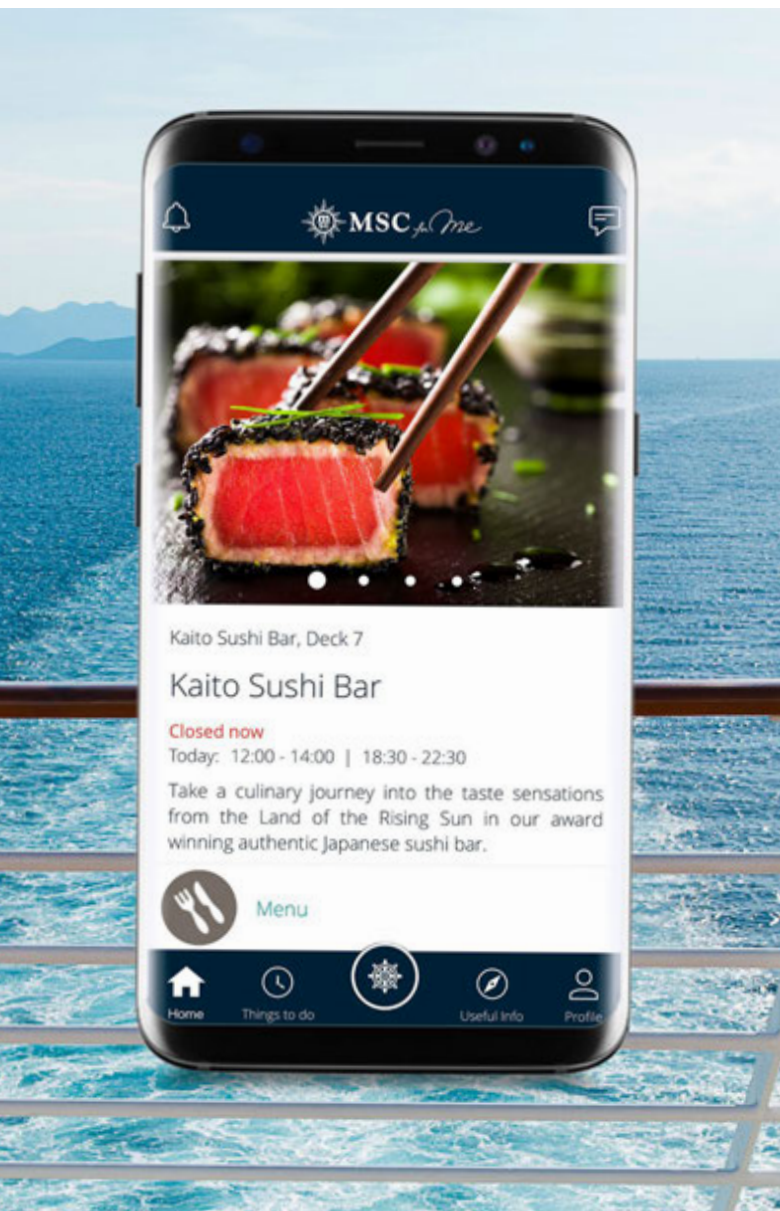 MSC for Me
Kaito Sushi Bar, Deck 7
Kaito Sushi Bar
Closed now
Today: 12:00 - 14:00 | 18:30 - 22:30
Take a culinary journey into the taste sensations
from the Land of the Rising Sun in our award
winning authentic Japanese sushi bar.
Menu
Home
Things to do
Useful Info
Profile